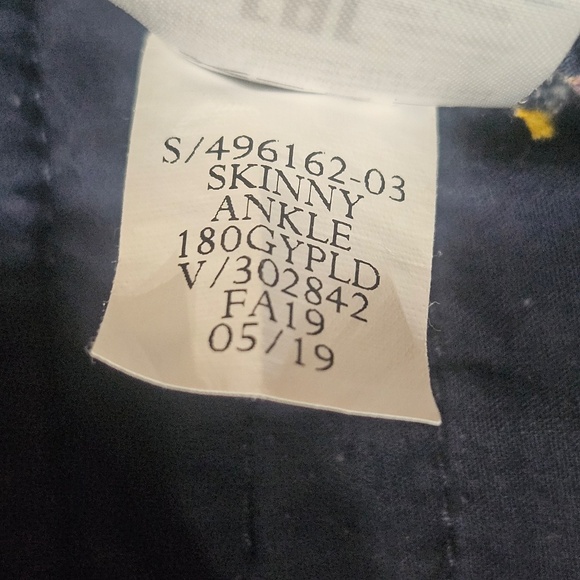 S/496162-03
SKINNY
ANKLE
180GYPLD
V/302842
FA19
05/19